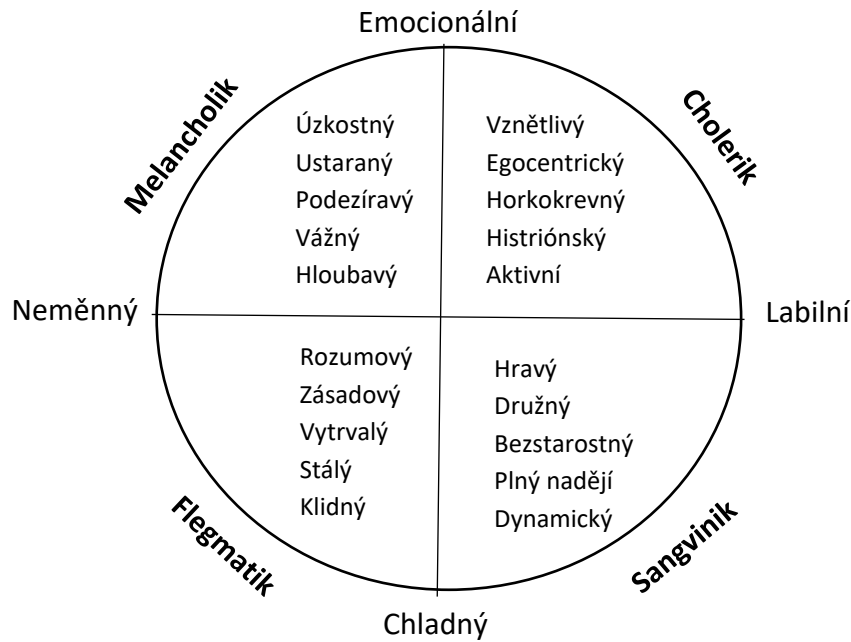 Emocionální
Melancholik
Cholerik
Úzkostný
Ustaraný
Podezíravý
Vážný
Hloubavý
Vznětlivý
Egocentrický
Horkokrevný
Histriónský
Aktivní
Neměnný
Labilní
Rozumový
Zásadový
Vytrvalý
Stálý
Klidný
Hravý
Družný
Bezstarostný
Plný nadějí
Dynamický
Flegmatik
Sangvinik
Chladný